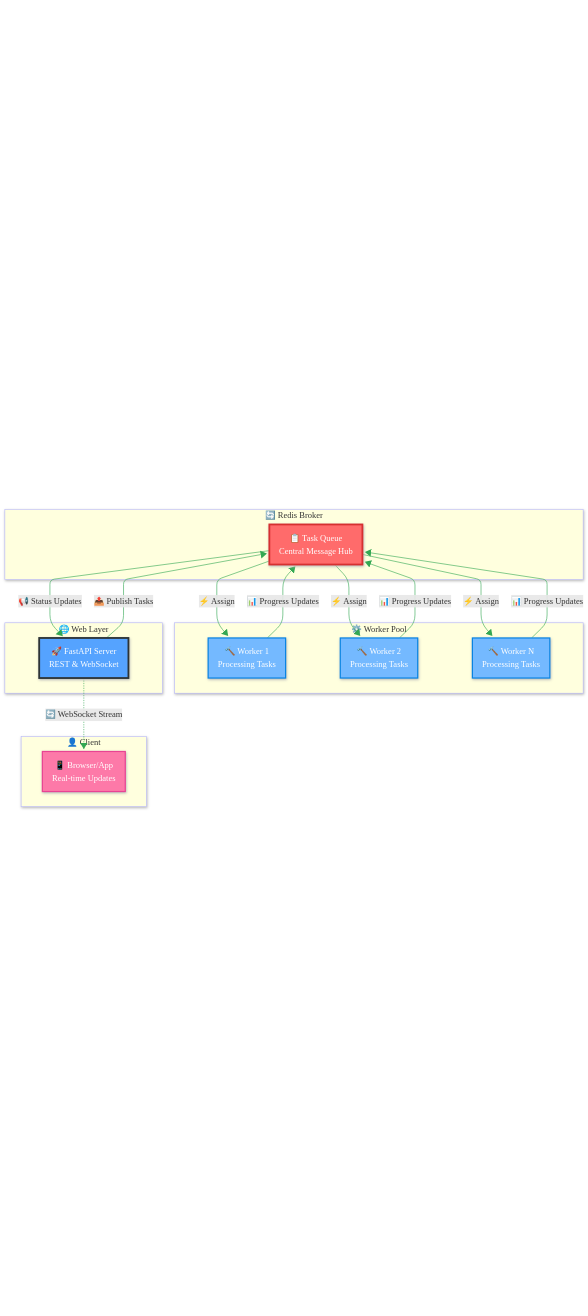 🔄 Redis Broker
📋 Task Queue
Central Message Hub
📢 Status Updates
📤 Publish Tasks
⚡ Assign
📊 Progress Updates
⚡ Assign
📊 Progress Updates
⚡ Assign
📊 Progress Updates
🌐 Web Layer
⚙️ Worker Pool
🚀 FastAPI Server
REST & WebSocket
🔨 Worker 1
Processing Tasks
🔨 Worker 2
Processing Tasks
🔨 Worker N
Processing Tasks
🔄 WebSocket Stream
👤 Client
📱 Browser/App
Real-time Updates